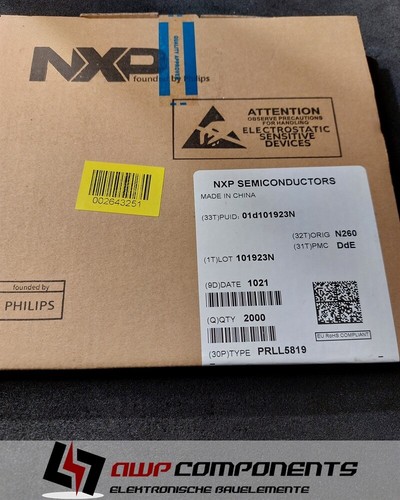 NXP
founded by Philips
QUALITY APPROVED
ATTENTION
OBSERVE PRECAUTIONS
FOR HANDLING
ELECTROSTATIC
SENSITIVE
DEVICES
002643251
NXP SEMICONDUCTORS
MADE IN CHINA
(33T)PUID: 01d101923N
(32T)ORIG N260
(31T)PMC DdE
(1T)LOT 101923N
(9D)DATE 1021
(Q)QTY 2000
EU RoHS COMPLIANT
(30P)TYPE PRLL5819
founded by
PHILIPS
AWP COMPONENTS
ELEKTRONISCHE BAUELEMENTE